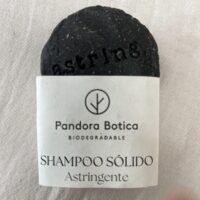 astring
Pandora Botica
BIODEGRADABLE
SHAMPOO SÓLIDO
Astringente